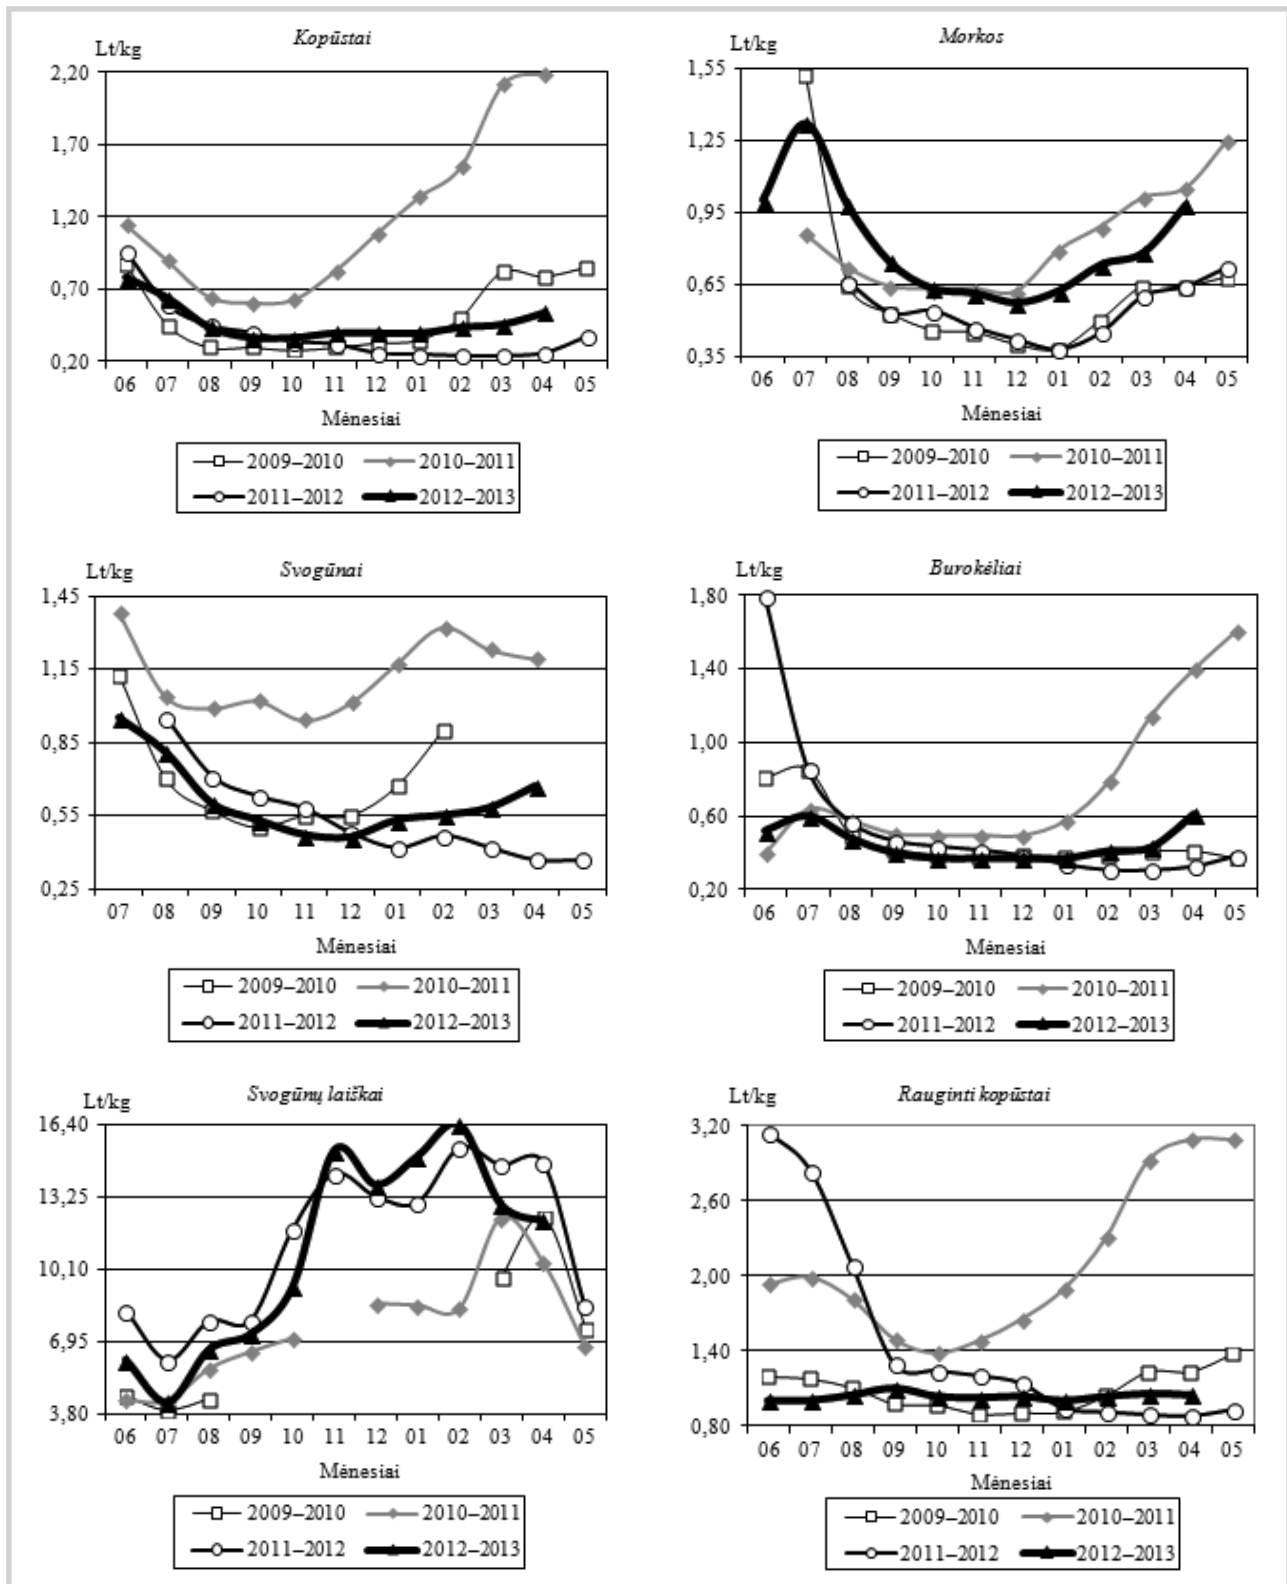 Kopūstai
Lt/kg
2,20
1,70
1,20
0,70
0,20
06 07 08 09 10 11 12 01 02 03 04 05
Mėnesiai
2009–2010 2010–2011
2011–2012 2012–2013
Morkos
Lt/kg
1,55
1,25
0,95
0,65
0,35
06 07 08 09 10 11 12 01 02 03 04 05
Mėnesiai
2009–2010 2010–2011
2011–2012 2012–2013
Svogūnai
Lt/kg
1,45
1,15
0,85
0,55
0,25
07 08 09 10 11 12 01 02 03 04 05
Mėnesiai
2009–2010 2010–2011
2011–2012 2012–2013
Burokėliai
Lt/kg
1,80
1,40
1,00
0,60
0,20
06 07 08 09 10 11 12 01 02 03 04 05
Mėnesiai
2009–2010 2010–2011
2011–2012 2012–2013
Svogūnų laiškai
Lt/kg
16,40
13,25
10,10
6,95
3,80
06 07 08 09 10 11 12 01 02 03 04 05
Mėnesiai
2009–2010 2010–2011
2011–2012 2012–2013
Rauginti kopūstai
Lt/kg
3,20
2,60
2,00
1,40
0,80
06 07 08 09 10 11 12 01 02 03 04 05
Mėnesiai
2009–2010 2010–2011
2011–2012 2012–2013